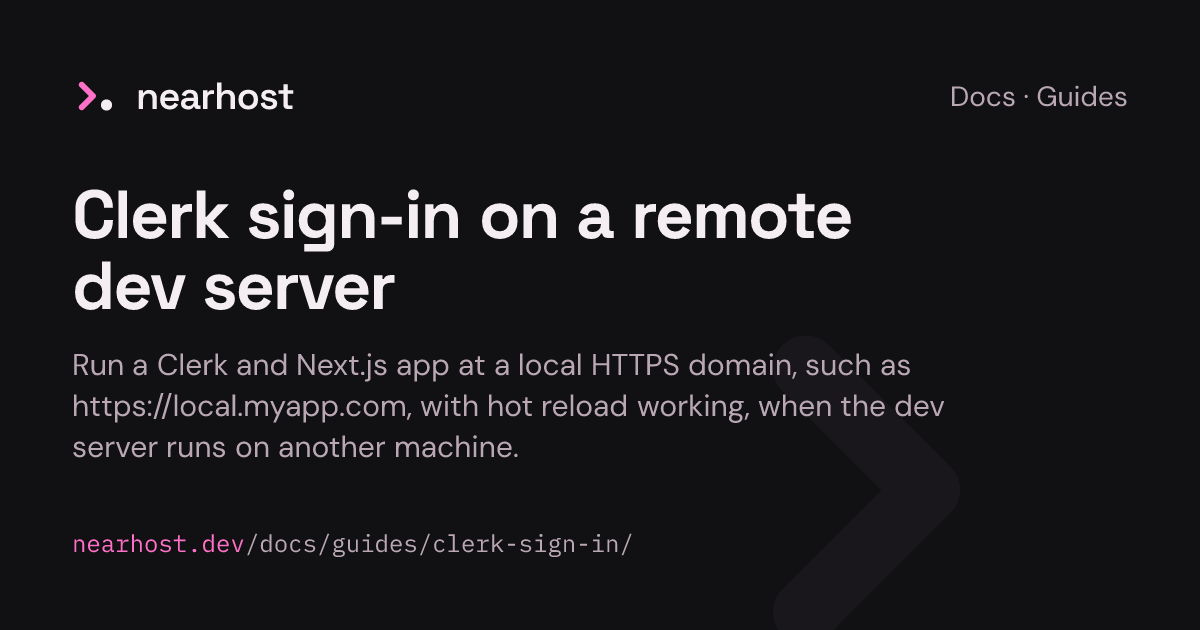 nearhost
Docs · Guides
Clerk sign-in on a remote
dev server
Run a Clerk and Next.js app at a local HTTPS domain, such as
https://local.myapp.com, with hot reload working, when the dev
server runs on another machine.
nearhost.dev/docs/guides/clerk-sign-in/